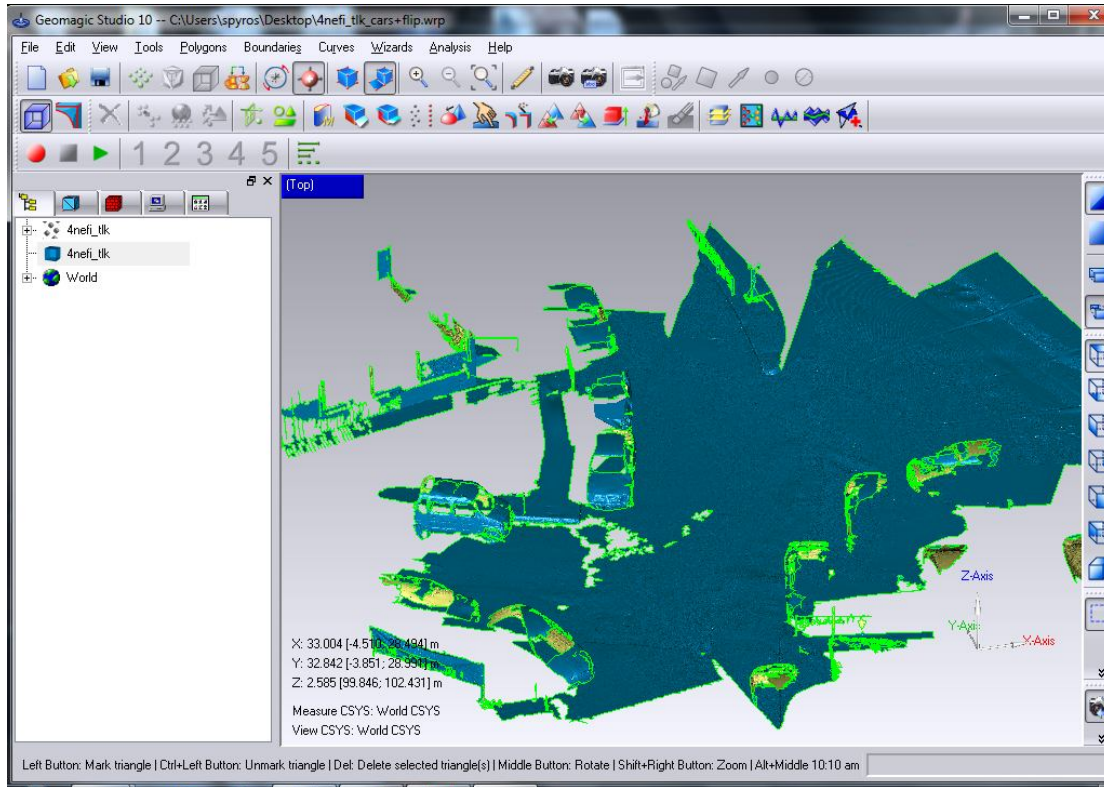 Geomagic Studio 10 -- C:\Users\spyros\Desktop\4nefi_tlk_cars+flip.wrp
File Edit View Tools Polygons Boundaries Curves Wizards Analysis Help
1 2 3 4 5
(Top)
4nefi_tlk
4nefi_tlk
World
Z-Axis
Y-Axis
X-Axis
X: 33.004 [-4.510; 28.494] m
Y: 32.842 [-3.851; 28.991] m
Z: 2.585 [99.846; 102.431] m
Measure CSYS: World CSYS
View CSYS: World CSYS
Left Button: Mark triangle | Ctrl+Left Button: Unmark triangle | Del: Delete selected triangle(s) | Middle Button: Rotate | Shift+Right Button: Zoom | Alt+Middle 10:10 am